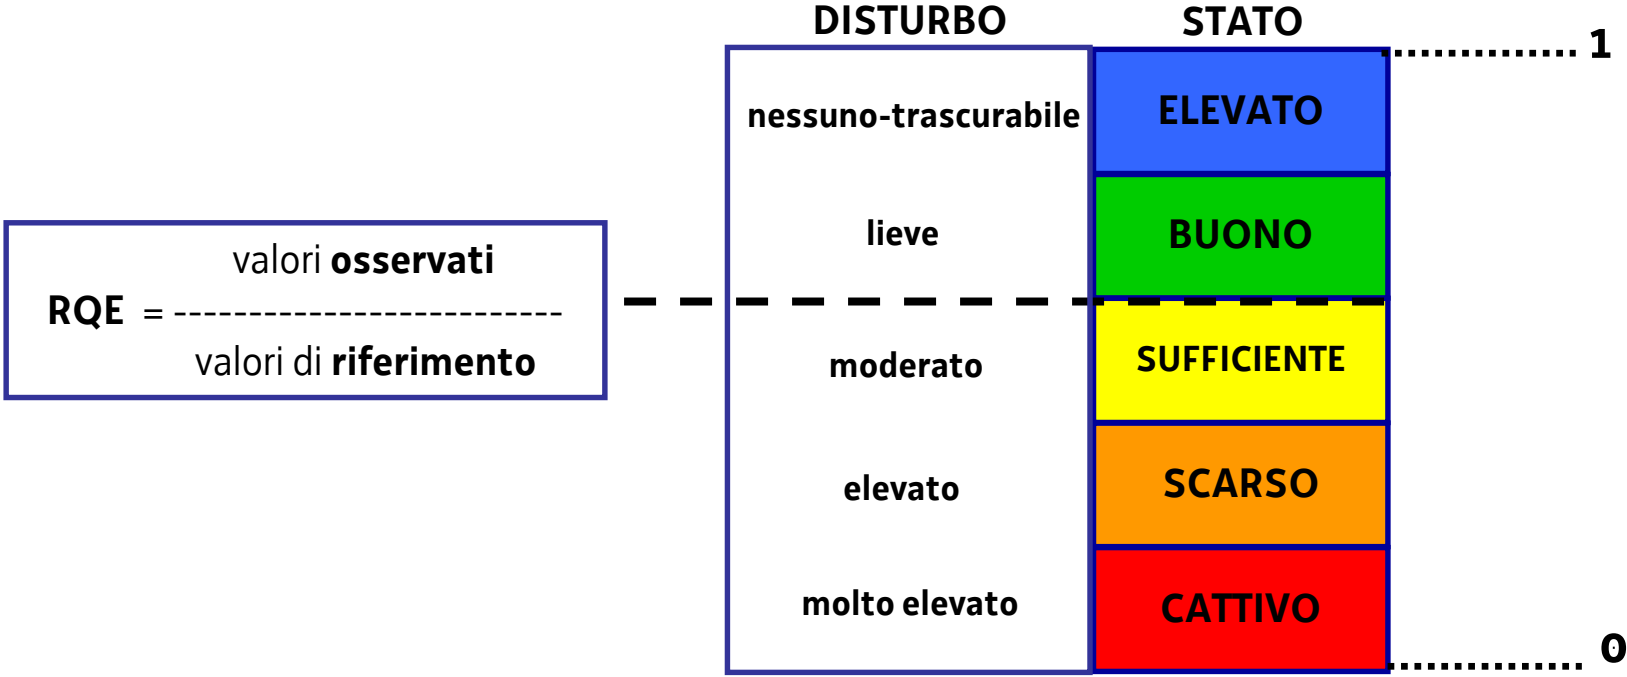 DISTURBO STATO
1
nessuno-trascurabile ELEVATO
lieve BUONO
valori osservati
RQE = --------------------------
valori di riferimento
moderato SUFFICIENTE
elevato SCARSO
molto elevato CATTIVO
0